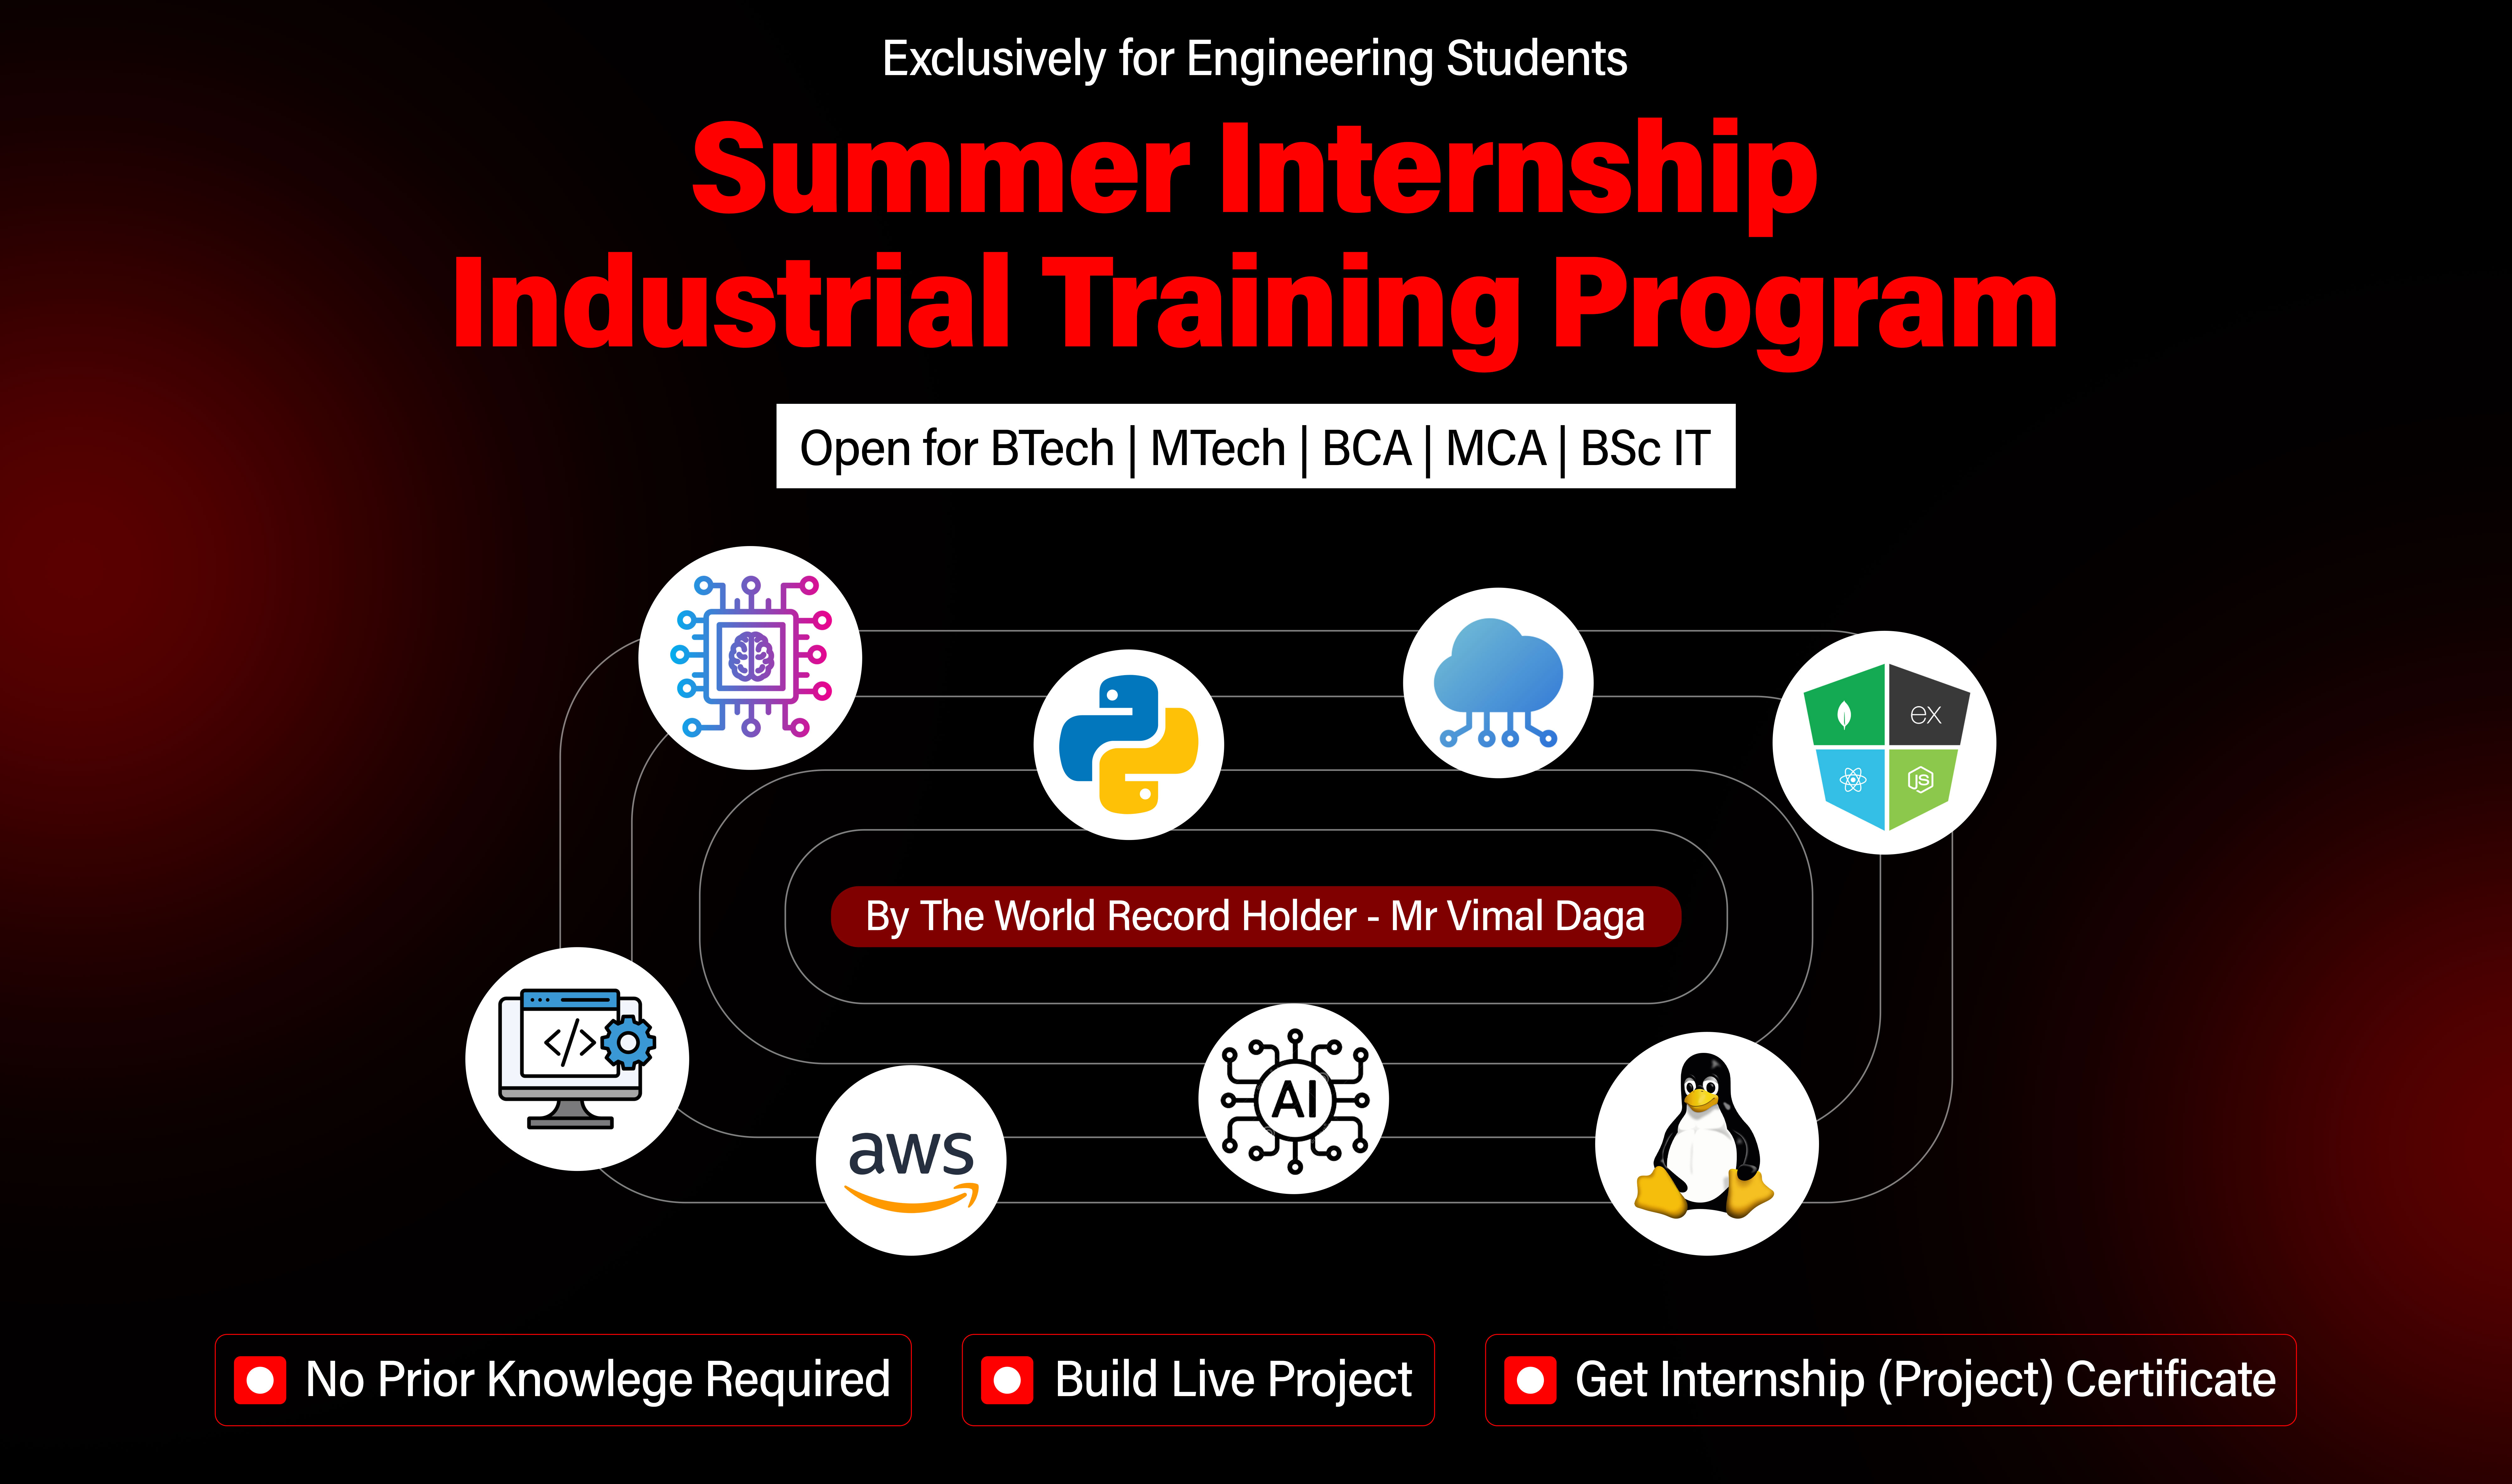 Exclusively for Engineering Students
Summer Internship
Industrial Training Program
Open for BTech | MTech | BCA | MCA | BSc IT
ex
JS
By The World Record Holder - Mr Vimal Daga
</>
aws
AI
No Prior Knowlege Required
Build Live Project
Get Internship (Project) Certificate